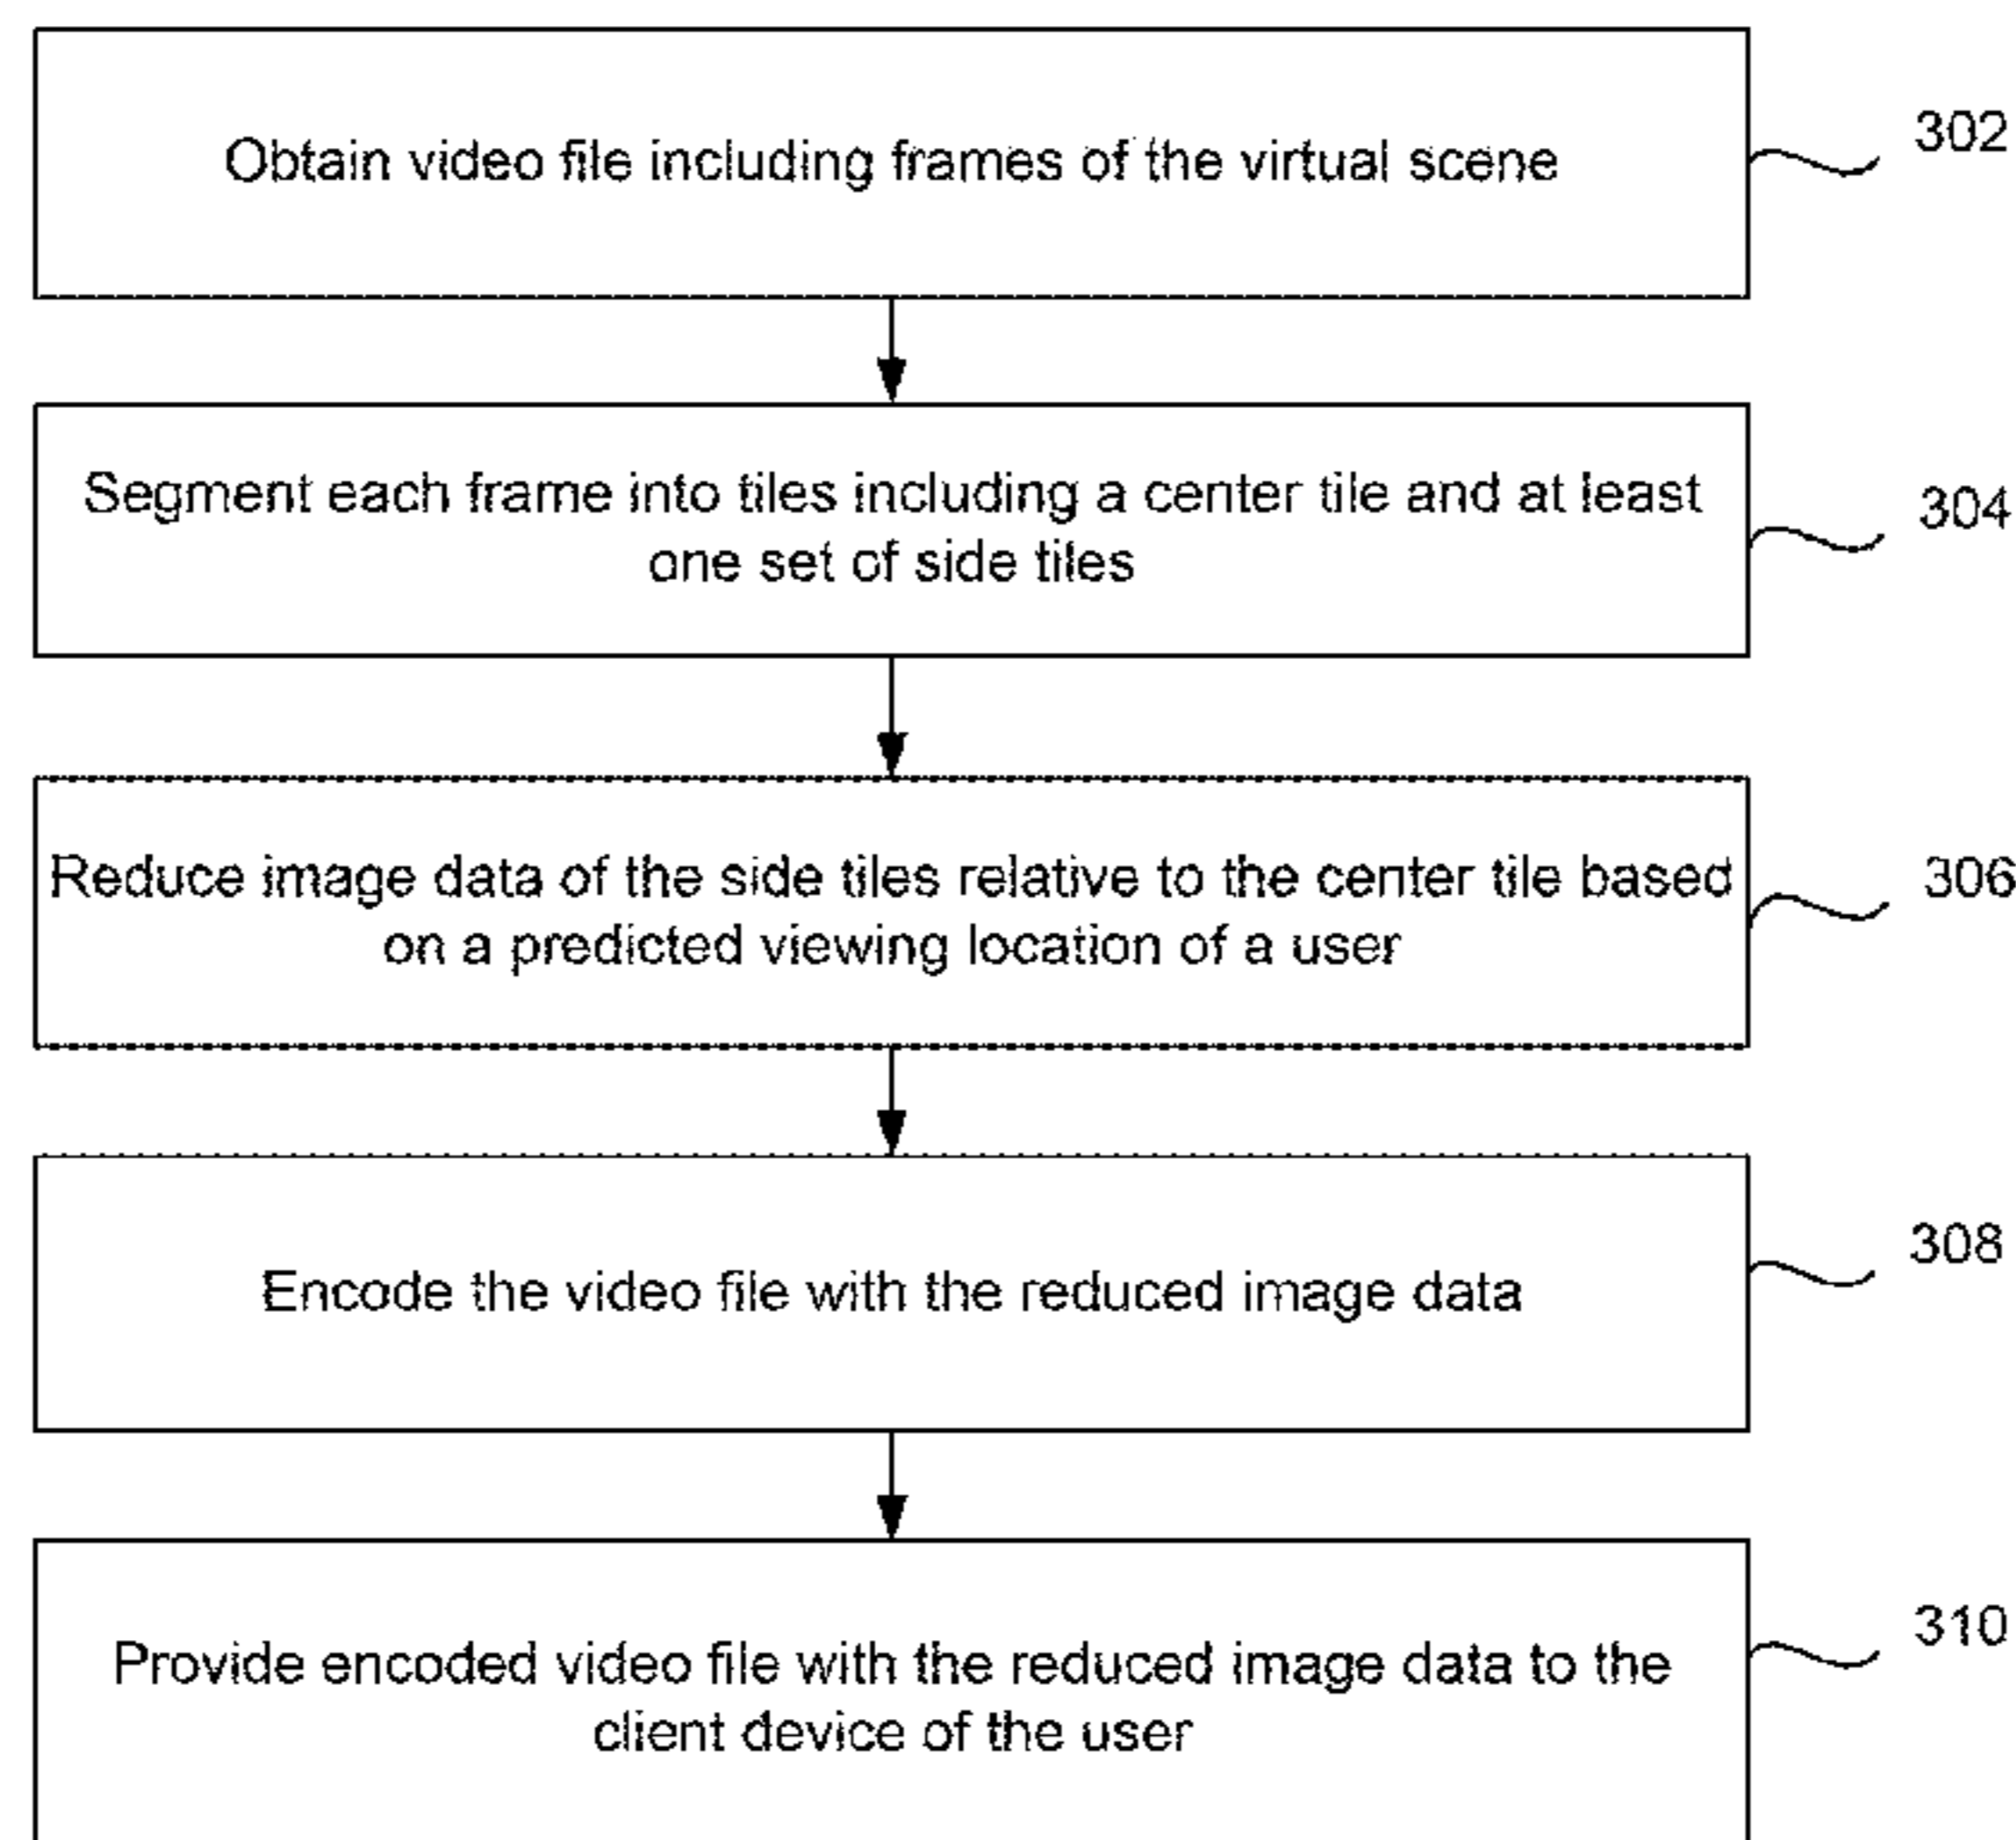 Obtain video file including frames of the virtual scene
302
Segment each frame into tiles including a center tile and at least
one set of side tiles
304
Reduce image data of the side tiles relative to the center tile based
on a predicted viewing location of a user
306
Encode the video file with the reduced image data
308
Provide encoded video file with the reduced image data to the
client device of the user
310